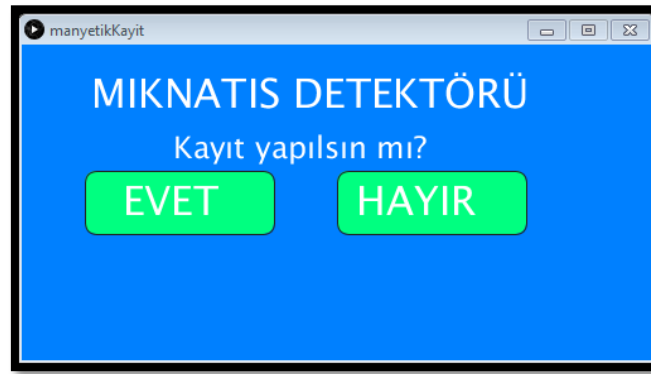 manyetikKayit
MIKNATIS DETEKTÖRÜ
Kayıt yapılsın mı?
EVET HAYIR